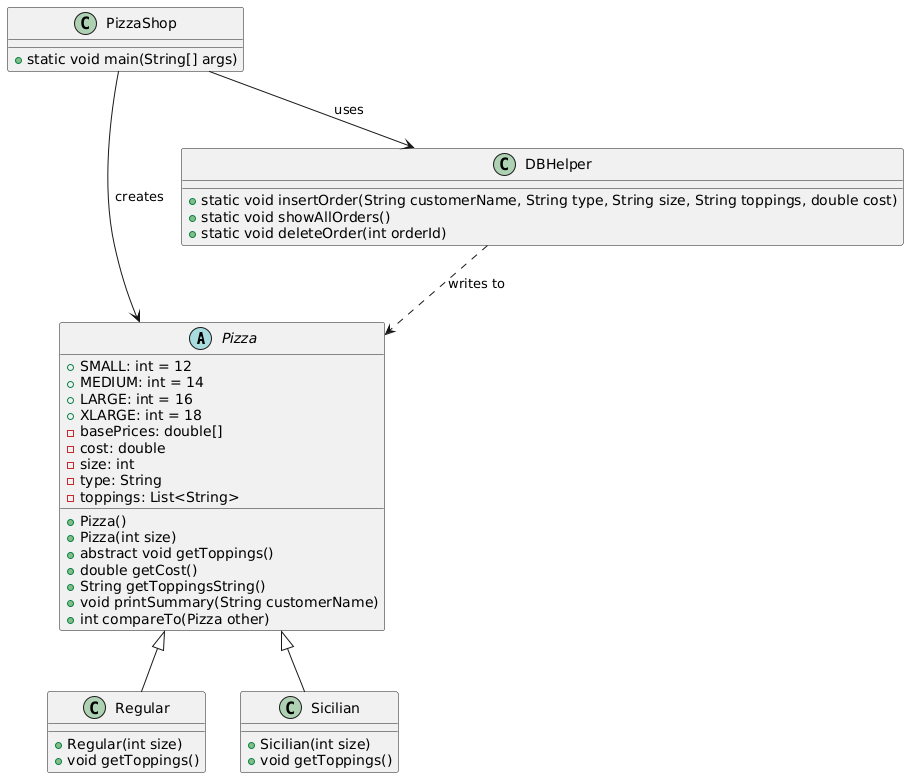 C PizzaShop
static void main(String[] args)
uses
creates
C DBHelper
static void insertOrder(String customerName, String type, String size, String toppings, double cost)
static void showAllOrders()
static void deleteOrder(int orderId)
writes to
A Pizza
SMALL: int = 12
MEDIUM: int = 14
LARGE: int = 16
XLARGE: int = 18
basePrices: double[]
cost: double
size: int
type: String
toppings: List<String>
Pizza()
Pizza(int size)
abstract void getToppings()
double getCost()
String getToppingsString()
void printSummary(String customerName)
int compareTo(Pizza other)
C Regular
Regular(int size)
void getToppings()
C Sicilian
Sicilian(int size)
void getToppings()